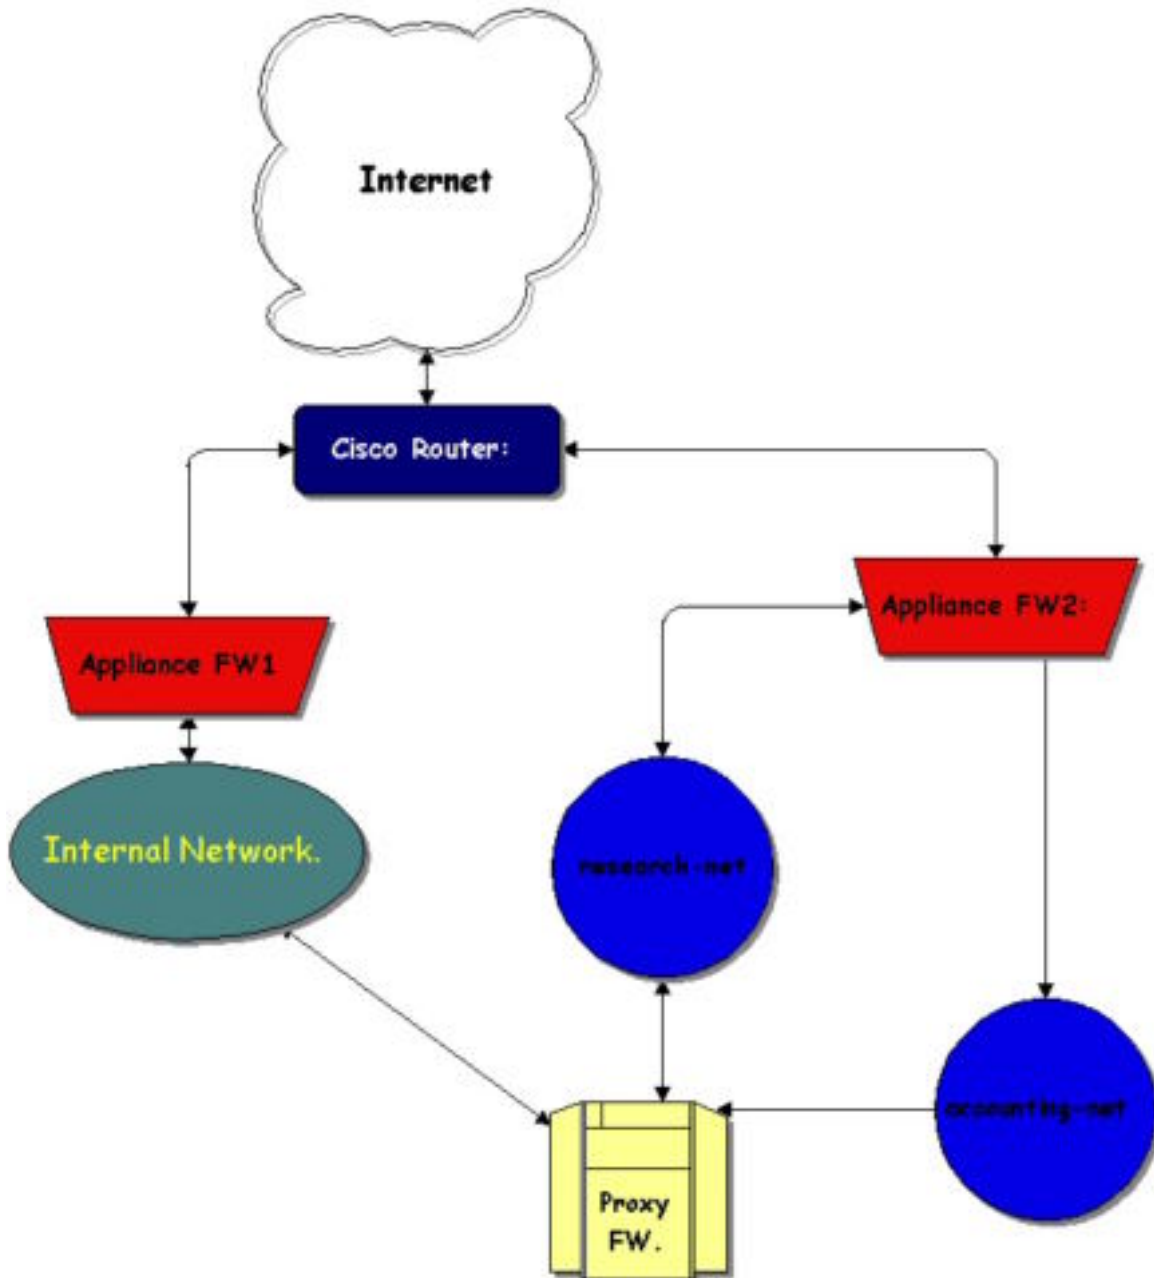 Internet
Cisco Router:
Appliance FW2:
Appliance FW1
Internal Network.
research-net
accounting-net
Proxy
FW.